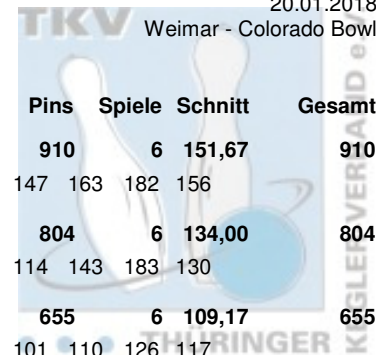 20.01.2018
TKV
Weimar - Colorado Bowl
Pins Spiele Schnitt Gesamt
910 6 151,67 910
147 163 182 156
804 6 134,00 804
114 143 183 130
655 6 109,17 655
101 110 126 117
THÜRINGER
KEGLERVERBAND e.V